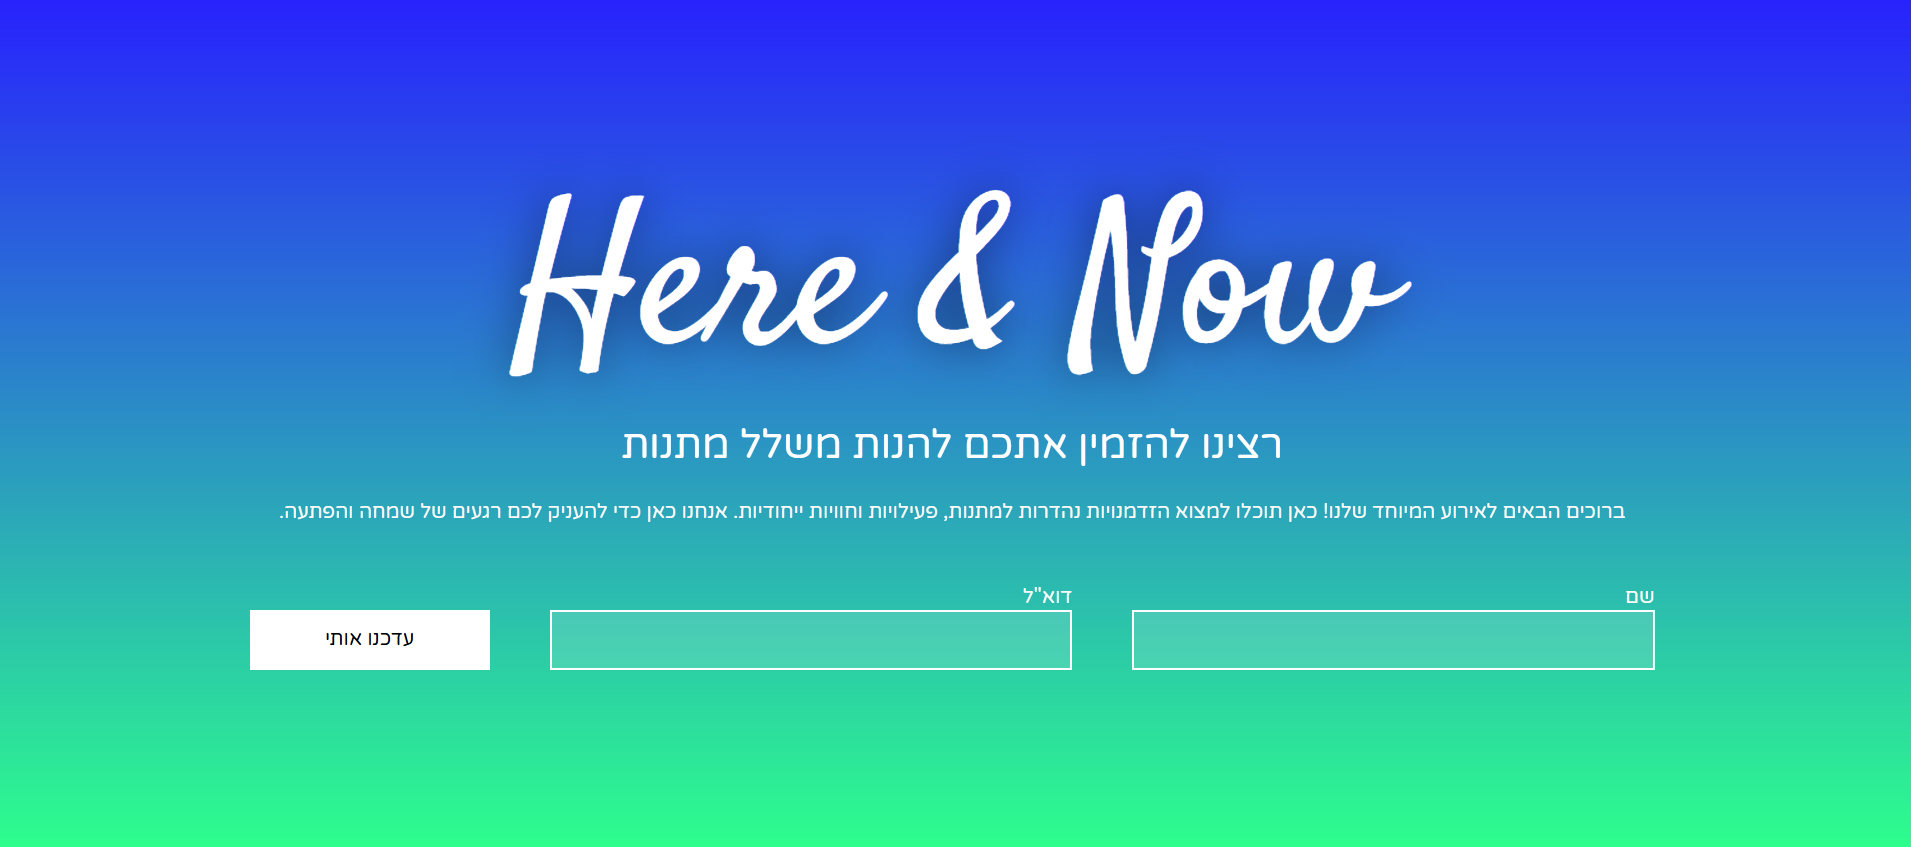 Here & Now
רצינו להזמין אתכם להנות משלל מתנות
ברוכים הבאים לאירוע המיוחד שלנו! כאן תוכלו למצוא הזדמנויות נהדרות למתנות, פעילויות וחוויות ייחודיות. אנחנו כאן כדי להעניק לכם רגעים של שמחה והפתעה.
שם
דוא"ל
עדכנו אותי